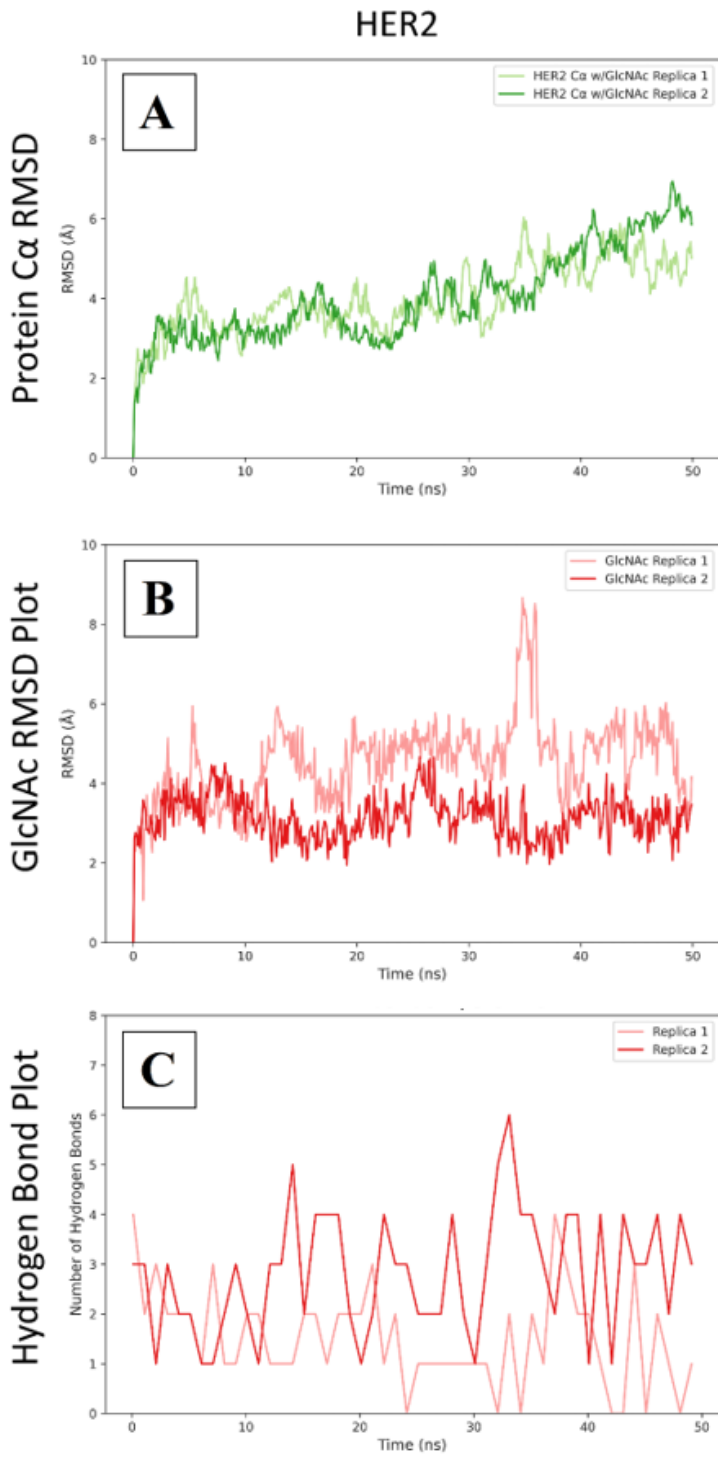 HER2
Protein Cα RMSD
A
HER2 Cα w/GlcNAc Replica 1
HER2 Cα w/GlcNAc Replica 2
RMSD (Å)
10
8
6
4
2
0
0 10 20 30 40 50
Time (ns)
GlcNAc RMSD Plot
B
GlcNAc Replica 1
GlcNAc Replica 2
RMSD (Å)
10
8
6
4
2
0
0 10 20 30 40 50
Time (ns)
Hydrogen Bond Plot
C
Replica 1
Replica 2
Number of Hydrogen Bonds
8
7
6
5
4
3
2
1
0
0 10 20 30 40 50
Time (ns)